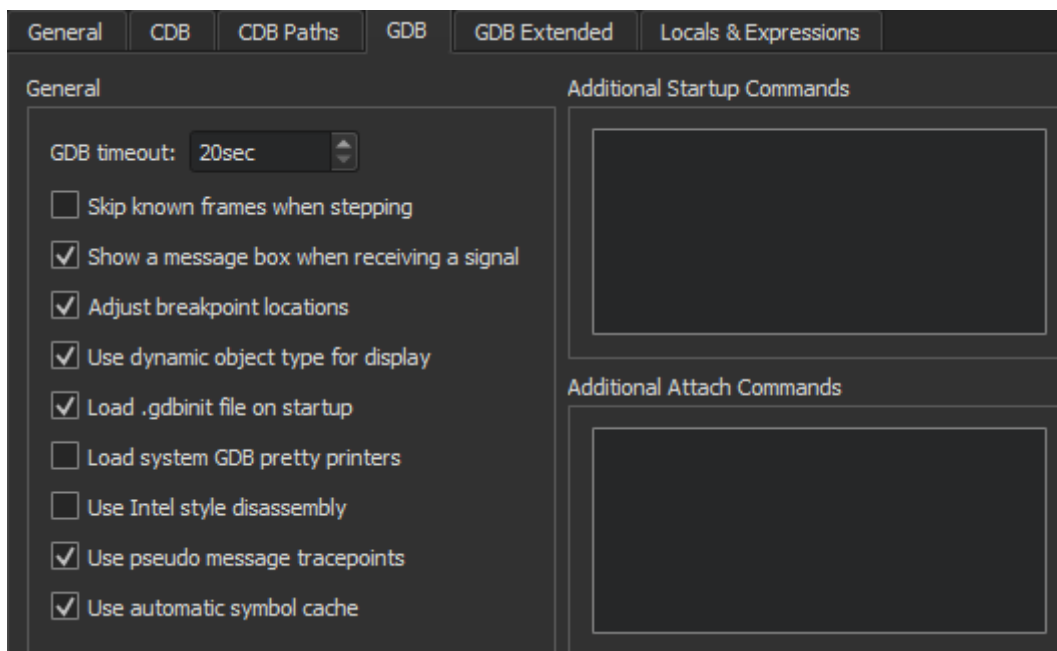 General CDB CDB Paths GDB GDB Extended Locals & Expressions
General
GDB timeout: 20sec
Skip known frames when stepping
Show a message box when receiving a signal
Adjust breakpoint locations
Use dynamic object type for display
Load .gdbinit file on startup
Load system GDB pretty printers
Use Intel style disassembly
Use pseudo message tracepoints
Use automatic symbol cache
Additional Startup Commands
Additional Attach Commands